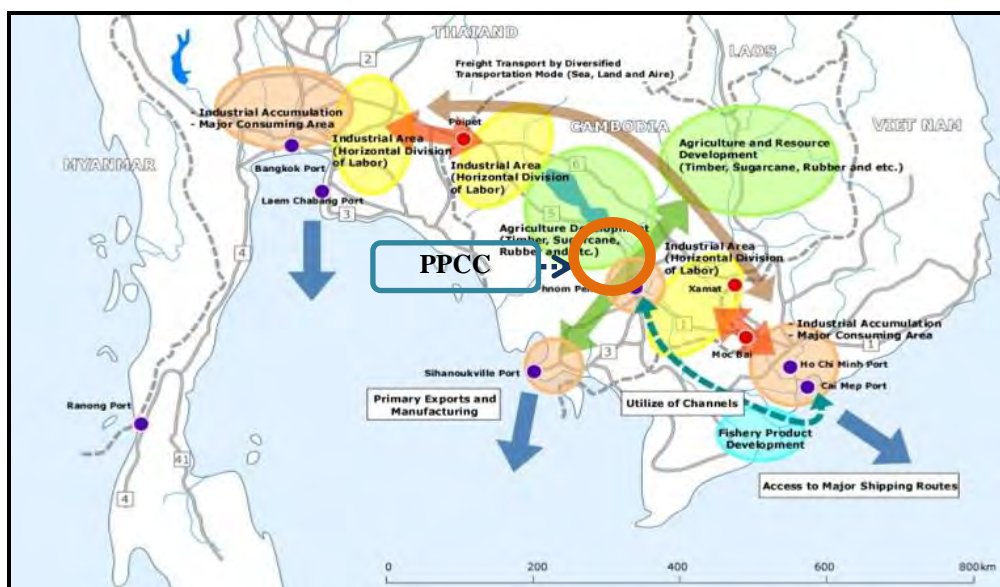 THAILAND
LAOS
2
Freight Transport by Diversified
Transportation Mode (Sea, Land and Aire)
- Industrial Accumulation
- Major Consuming Area
Poipet
CAMBODIA
VIET NAM
MYANMAR
Industrial Area
(Horizontal Division
of Labor)
Industrial Area
(Horizontal Division
of Labor)
6
Agriculture and Resource
Development
(Timber, Sugarcane, Rubber and etc.)
Bangkok Port
Laem Chabang Port
3
5
Agriculture Development
(Timber, Sugarcane,
Rubber and etc.)
4
Industrial Area
(Horizontal Division
of Labor)
PPCC
hnom Pe
Xamat
1
- Industrial Accumulation
- Major Consuming Area
1
3
Moc Bai
Ho Chi Minh Port
Sihanoukville Port
Cai Mep Port
Primary Exports and
Manufacturing
Utilize of Channels
Ranong Port
Fishery Product
Development
41
4
Access to Major Shipping Routes
0 200 400 600 800km